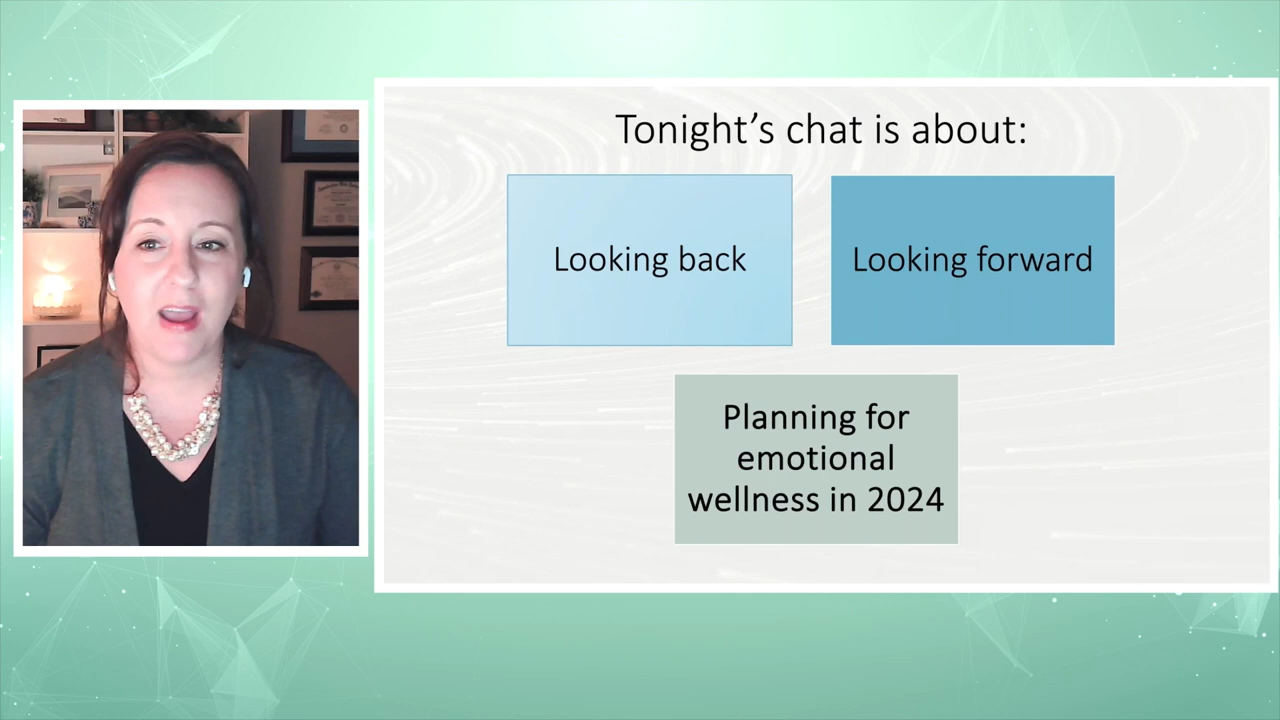 Tonight’s chat is about:
Looking back
Looking forward
Planning for
emotional
wellness in 2024